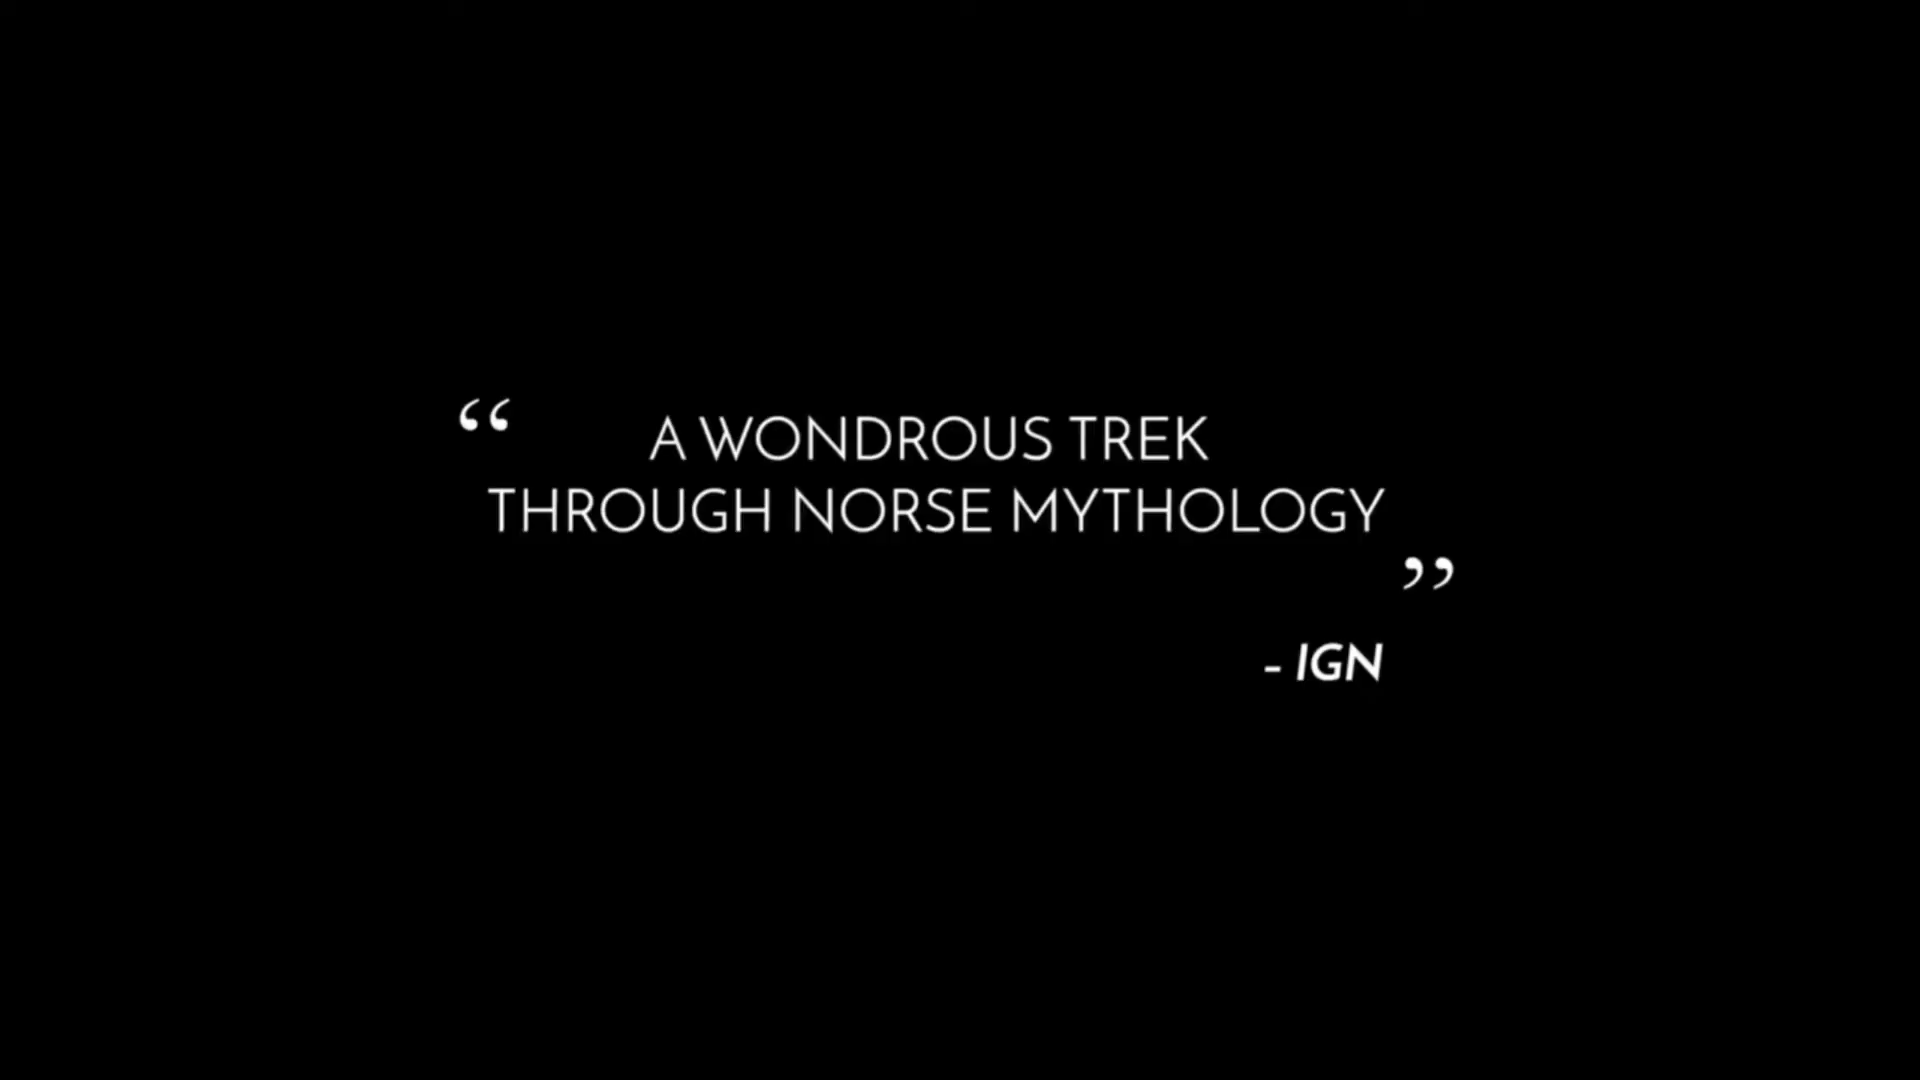 “ A WONDROUS TREK
THROUGH NORSE MYTHOLOGY ”
– IGN